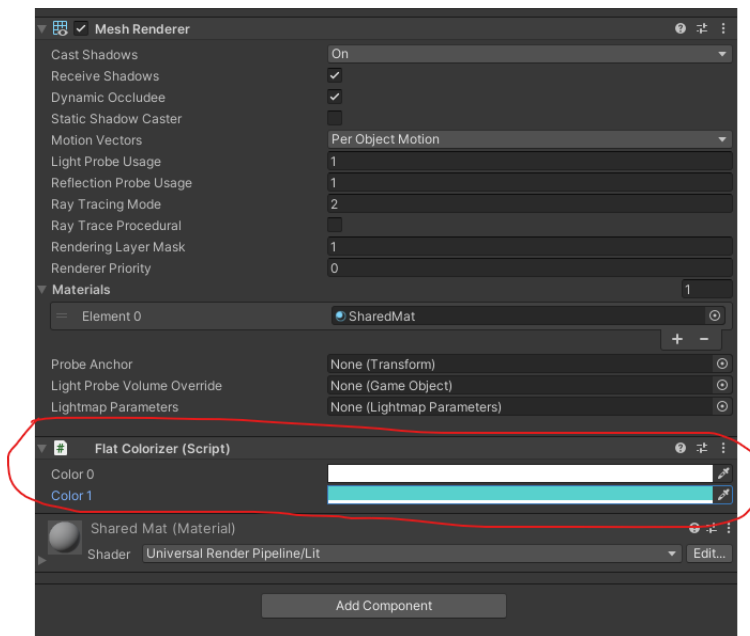 Mesh Renderer
Cast Shadows On
Receive Shadows
Dynamic Occludee
Static Shadow Caster
Motion Vectors Per Object Motion
Light Probe Usage 1
Reflection Probe Usage 1
Ray Tracing Mode 2
Ray Trace Procedural
Rendering Layer Mask 1
Renderer Priority 0
Materials 1
Element 0 SharedMat
+ -
Probe Anchor None (Transform)
Light Probe Volume Override None (Game Object)
Lightmap Parameters None (Lightmap Parameters)
# Flat Colorizer (Script)
Color 0
Color 1
Shared Mat (Material)
Shader Universal Render Pipeline/Lit Edit...
Add Component